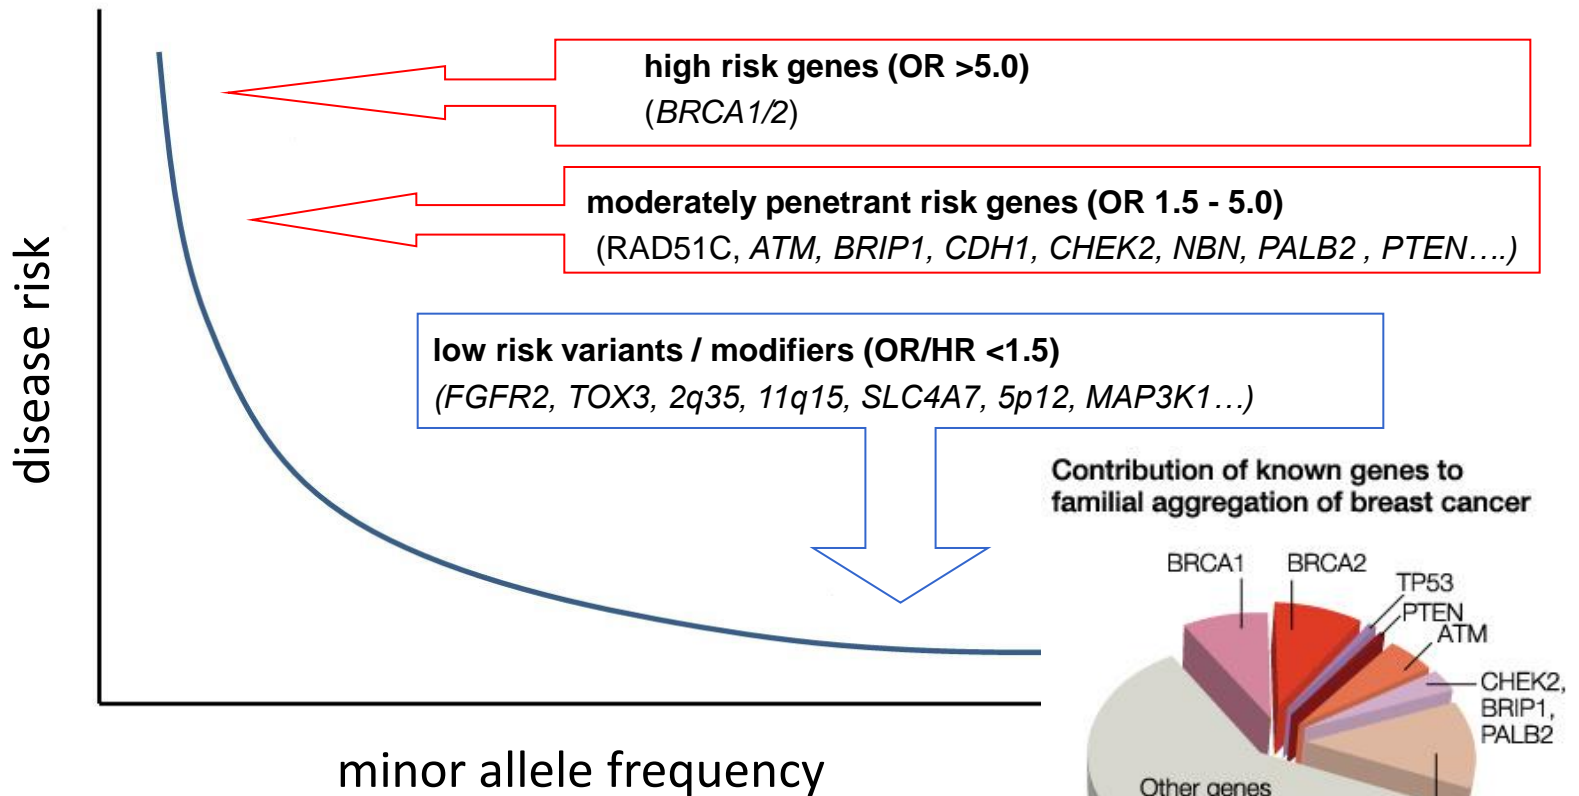 high risk genes (OR >5.0)
(BRCA1/2)
moderately penetrant risk genes (OR 1.5 - 5.0)
(RAD51C, ATM, BRIP1, CDH1, CHEK2, NBN, PALB2 , PTEN….)
disease risk
low risk variants / modifiers (OR/HR <1.5)
(FGFR2, TOX3, 2q35, 11q15, SLC4A7, 5p12, MAP3K1…)
Contribution of known genes to
familial aggregation of breast cancer
BRCA1
BRCA2
TP53
PTEN
ATM
CHEK2,
BRIP1,
PALB2
Other genes
minor allele frequency